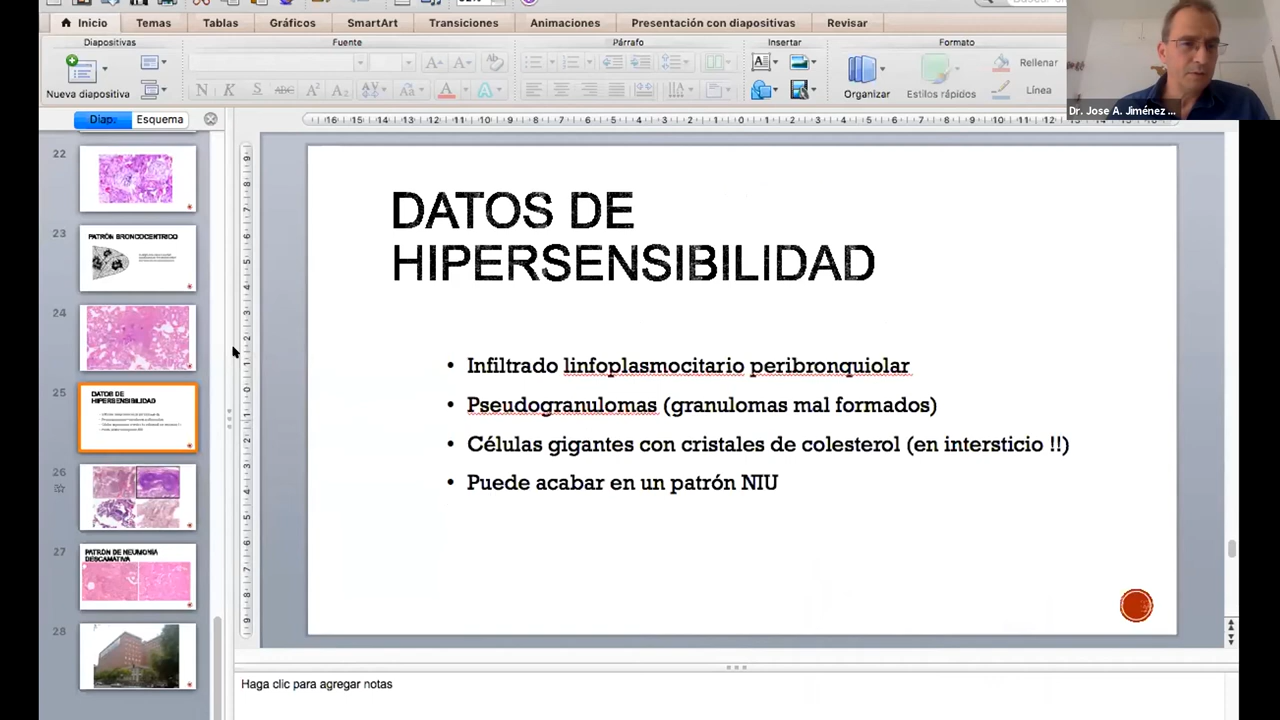 Inicio Temas Tablas Gráficos SmartArt Transiciones Animaciones Presentación con diapositivas Revisar
Diapositivas Fuente Párrafo Insertar Formato
Nueva diapositiva
Organizar Estilos rápidos Rellenar
Línea
Dr. Jose A. Jiménez ...
Diap. Esquema
22
23
PATRÓN BRONCOCENTRICO
24
25
DATOS DE
HIPERSENSIBILIDAD
26
27
PATRÓN DE NEUMONÍA
DESCAMATIVA
28
DATOS DE
HIPERSENSIBILIDAD
• Infiltrado linfoplasmocitario peribronquiolar
• Pseudogranulomas (granulomas mal formados)
• Células gigantes con cristales de colesterol (en intersticio !!)
• Puede acabar en un patrón NIU
Haga clic para agregar notas